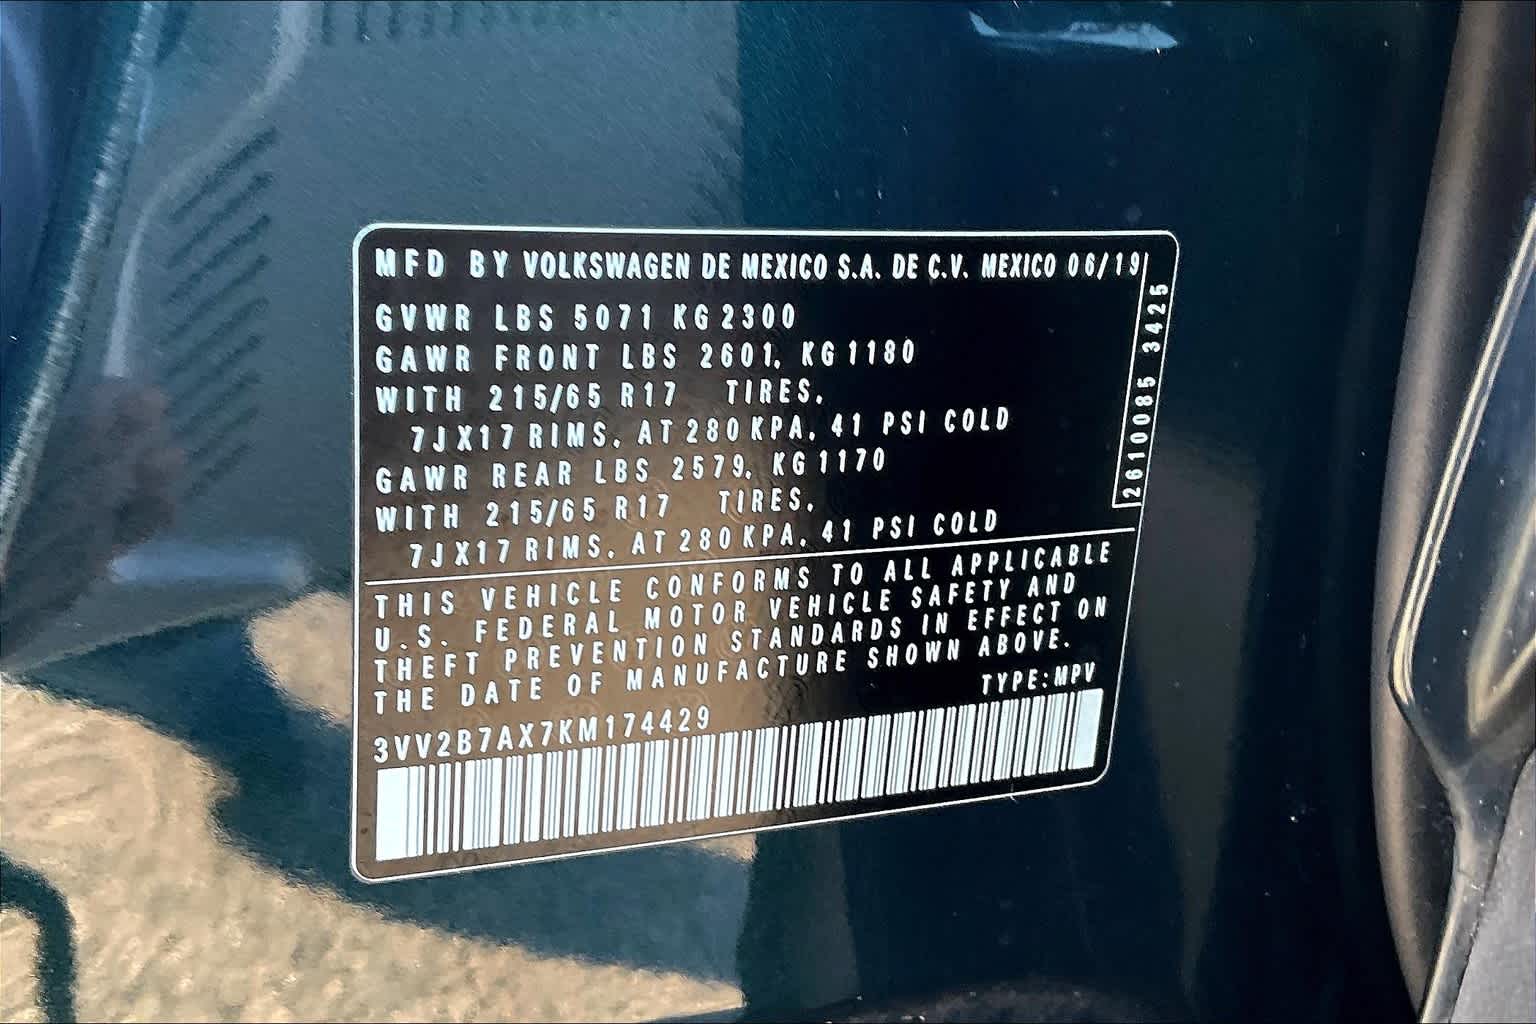 MFD BY VOLKSWAGEN DE MEXICO S.A. DE C.V. MEXICO 06/19
GVWR LBS 5071 KG 2300
GAWR FRONT LBS 2601, KG 1180
WITH 215/65 R17 TIRES,
7J X17 RIMS, AT 280 KPA, 41 PSI COLD
GAWR REAR LBS 2579, KG 1170
WITH 215/65 R17 TIRES,
7J X17 RIMS, AT 280 KPA, 41 PSI COLD
2610085 3425
THIS VEHICLE CONFORMS TO ALL APPLICABLE
U.S. FEDERAL MOTOR VEHICLE SAFETY AND
THEFT PREVENTION STANDARDS IN EFFECT ON
THE DATE OF MANUFACTURE SHOWN ABOVE.
TYPE:MPV
3VV2B7AX7KM174429